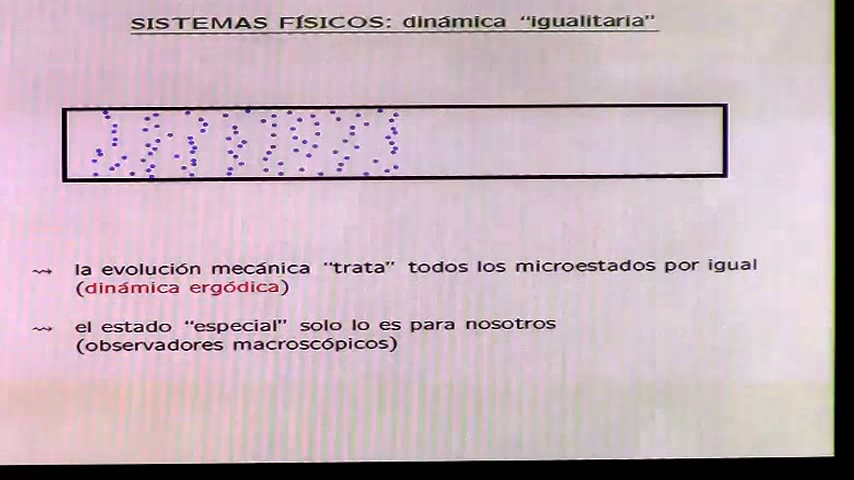 SISTEMAS FÍSICOS: dinámica “igualitaria”
⇝ la evolución mecánica “trata” todos los microestados por igual
(dinámica ergódica)
⇝ el estado “especial” solo lo es para nosotros
(observadores macroscópicos)